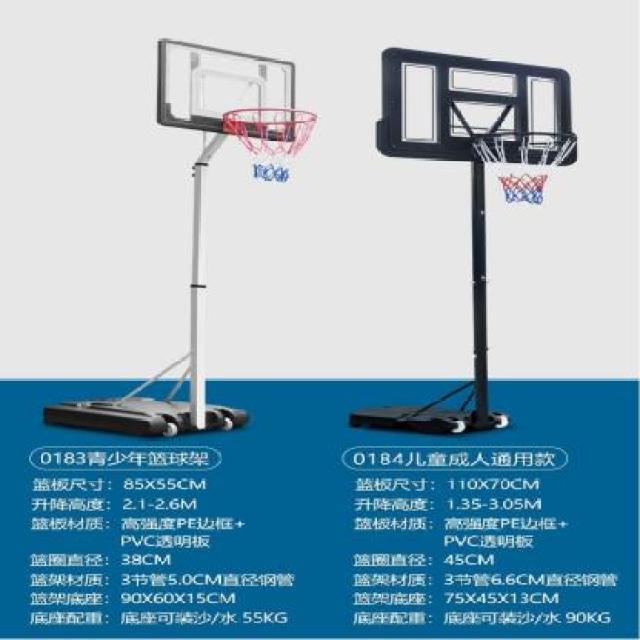 0183青少年篮球架
篮板尺寸: 85X55CM
升降高度: 2.1-2.6M
篮板材质: 高强度PE边框+
PVC透明板
篮圈直径: 38CM
篮架材质: 3节管5.0CM直径钢管
篮架底座: 90X60X15CM
底座配重: 底座可装沙/水 55KG
0184儿童成人通用款
篮板尺寸: 110X70CM
升降高度: 1.35-3.05M
篮板材质: 高强度PE边框+
PVC透明板
篮圈直径: 45CM
篮架材质: 3节管6.6CM直径钢管
篮架底座: 75X45X13CM
底座配重: 底座可装沙/水 90KG